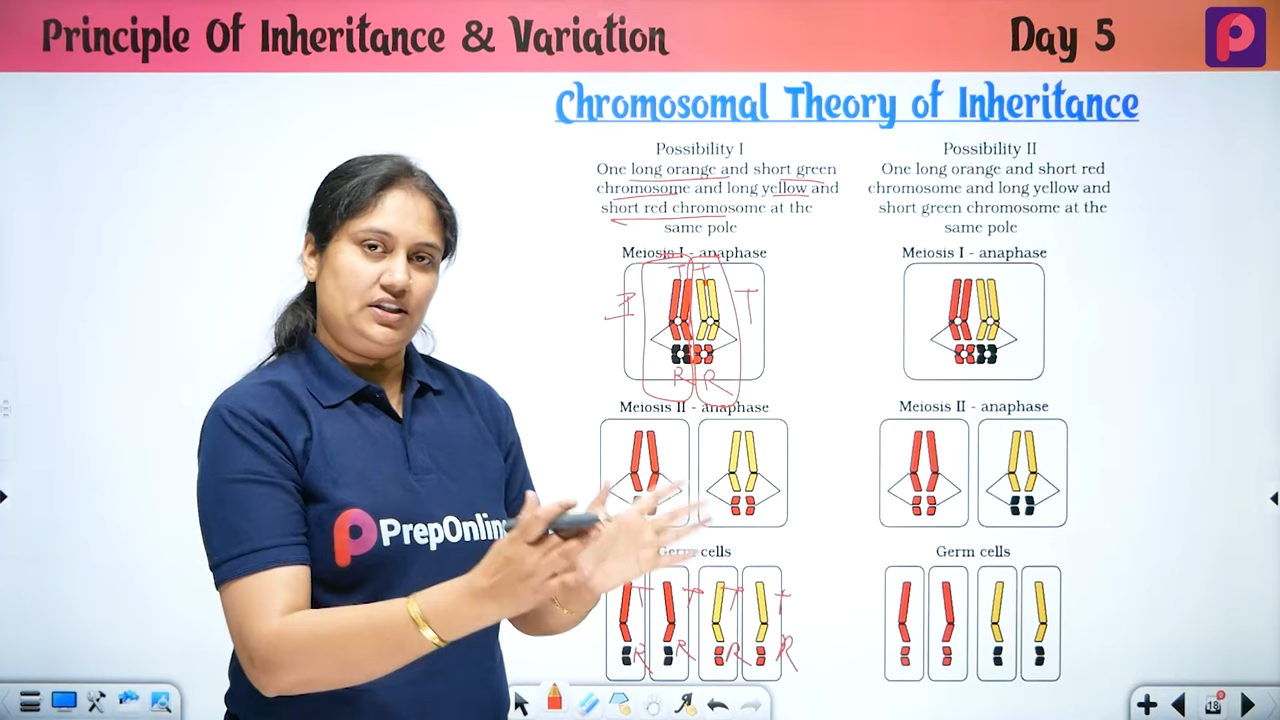 Principle Of Inheritance & Variation
Day 5
Chromosomal Theory of Inheritance
Possibility I
One long orange and short green
chromosome and long yellow and
short red chromosome at the
same pole
Meiosis I - anaphase
T T
T
R R
Meiosis II - anaphase
Germ cells
T T T T
R R R R
Possibility II
One long orange and short red
chromosome and long yellow and
short green chromosome at the
same pole
Meiosis I - anaphase
Meiosis II - anaphase
Germ cells
PrepOnlin
18